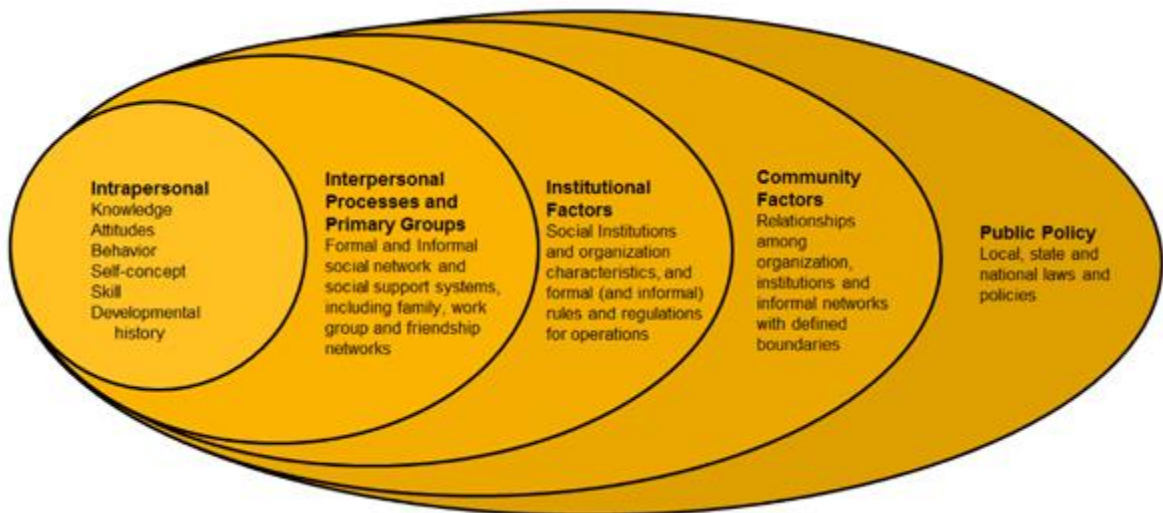 Intrapersonal
Knowledge
Attitudes
Behavior
Self-concept
Skill
Developmental
history
Interpersonal
Processes and
Primary Groups
Formal and Informal
social network and
social support systems,
including family, work
group and friendship
networks
Institutional
Factors
Social Institutions
and organization
characteristics, and
formal (and informal)
rules and regulations
for operations
Community
Factors
Relationships
among
organization,
institutions and
informal networks
with defined
boundaries
Public Policy
Local, state and
national laws and
policies